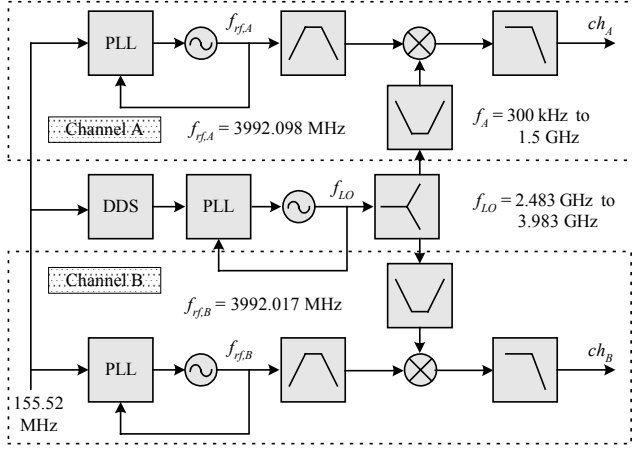 f_rf,A
ch_A
PLL
Channel A
f_rf,A = 3992.098 MHz
f_A = 300 kHz to
1.5 GHz
DDS
PLL
f_LO
f_LO = 2.483 GHz to
3.983 GHz
Channel B
f_rf,B = 3992.017 MHz
f_rf,B
ch_B
PLL
155.52
MHz